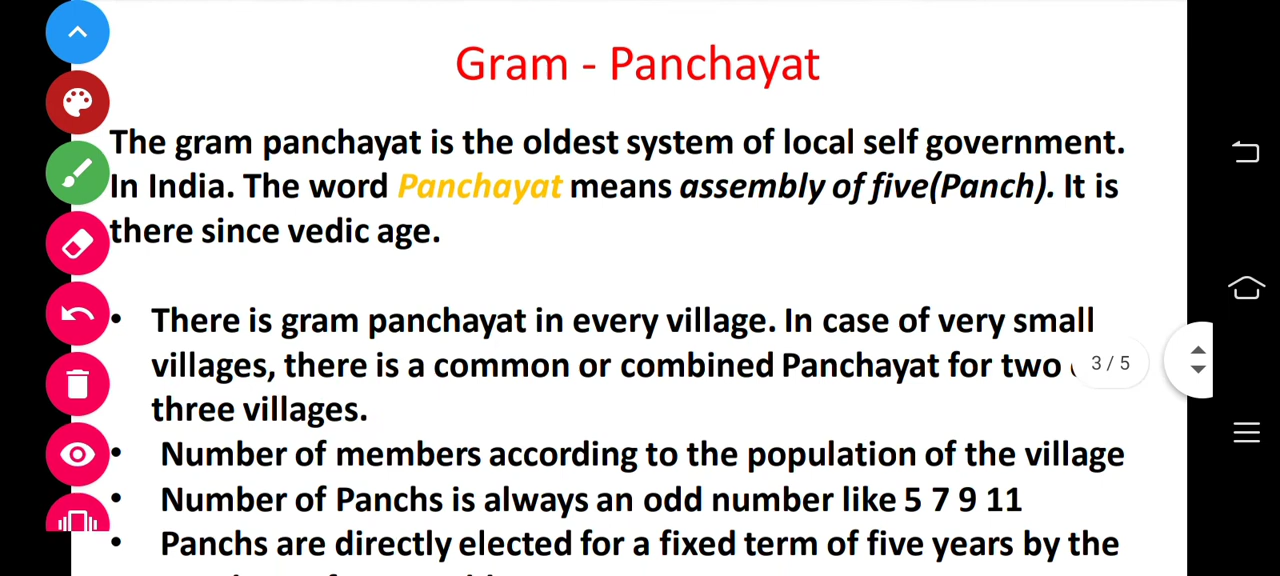 Gram - Panchayat
The gram panchayat is the oldest system of local self government.
In India. The word Panchayat means assembly of five(Panch). It is
there since vedic age.
• There is gram panchayat in every village. In case of very small
villages, there is a common or combined Panchayat for two
3 / 5
three villages.
• Number of members according to the population of the village
• Number of Panchs is always an odd number like 5 7 9 11
• Panchs are directly elected for a fixed term of five years by the